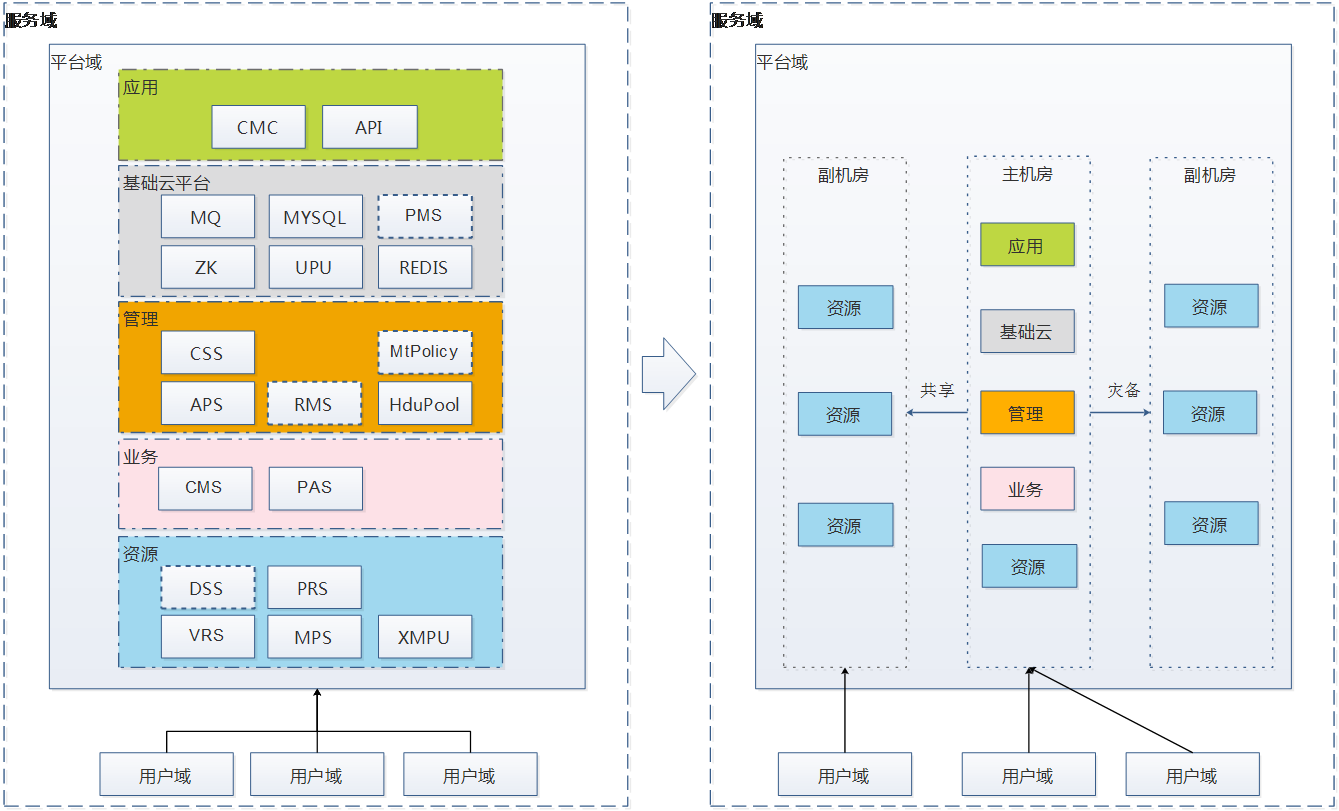 服务域
平台域
应用
CMC
API
基础云平台
MQ
MYSQL
PMS
ZK
UPU
REDIS
管理
CSS
MtPolicy
APS
RMS
HduPool
业务
CMS
PAS
资源
DSS
PRS
VRS
MPS
XMPU
用户域
用户域
用户域
服务域
平台域
副机房
资源
资源
资源
共享
主机房
应用
基础云
管理
业务
资源
灾备
副机房
资源
资源
资源
用户域
用户域
用户域